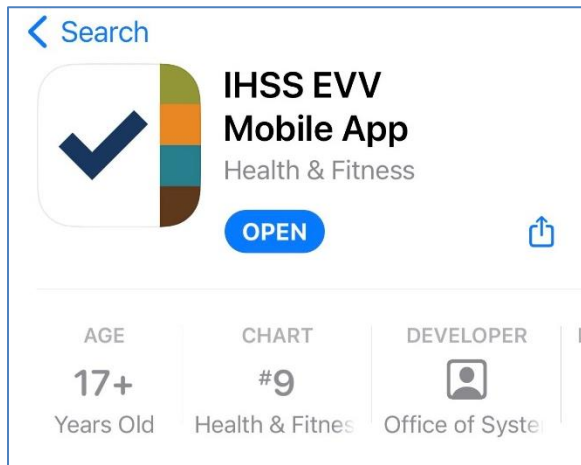 Search
IHSS EVV
Mobile App
Health & Fitness
OPEN
AGE
CHART
DEVELOPER
17+
#9
Years Old
Health & Fitnes
Office of Syste